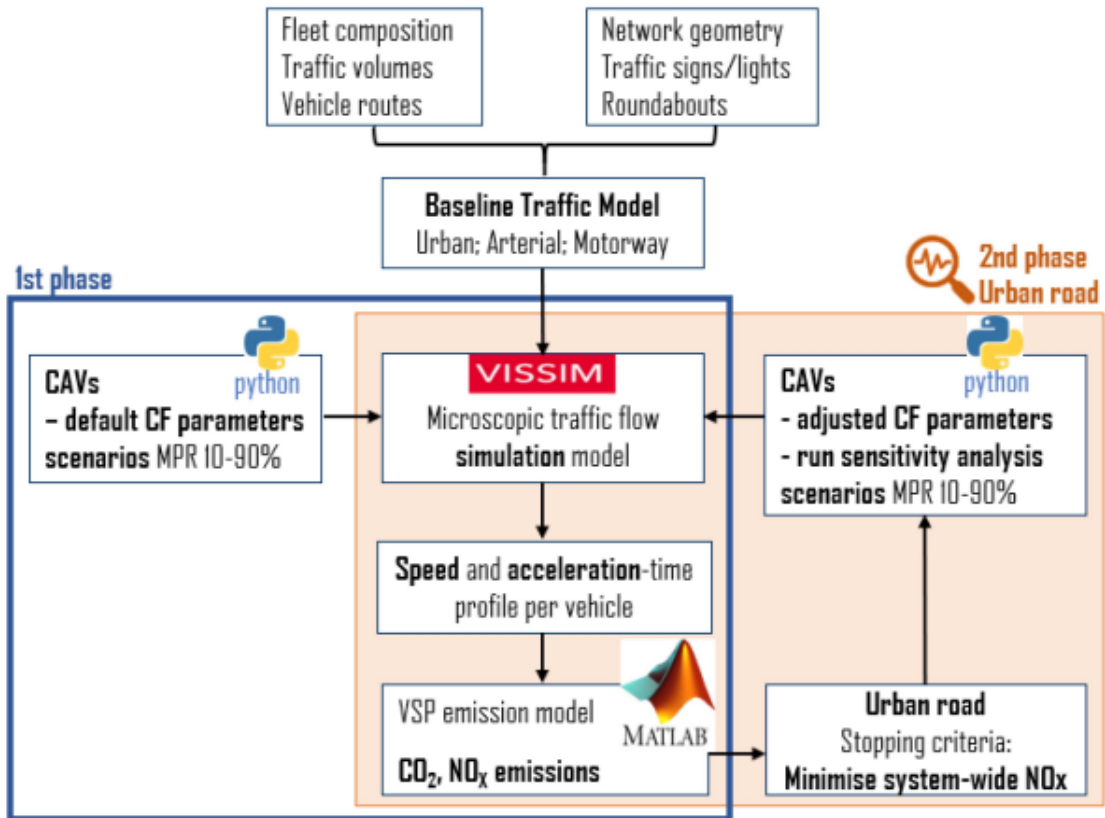 Fleet composition
Traffic volumes
Vehicle routes
Network geometry
Traffic signs/lights
Roundabouts
Baseline Traffic Model
Urban; Arterial; Motorway
1st phase
2nd phase
Urban road
python
CAVs
– default CF parameters
scenarios MPR 10-90%
VISSIM
Microscopic traffic flow
simulation model
python
CAVs
- adjusted CF parameters
- run sensitivity analysis
scenarios MPR 10-90%
Speed and acceleration-time
profile per vehicle
VSP emission model
CO₂, NOₓ emissions
MATLAB
Urban road
Stopping criteria:
Minimise system-wide NOx